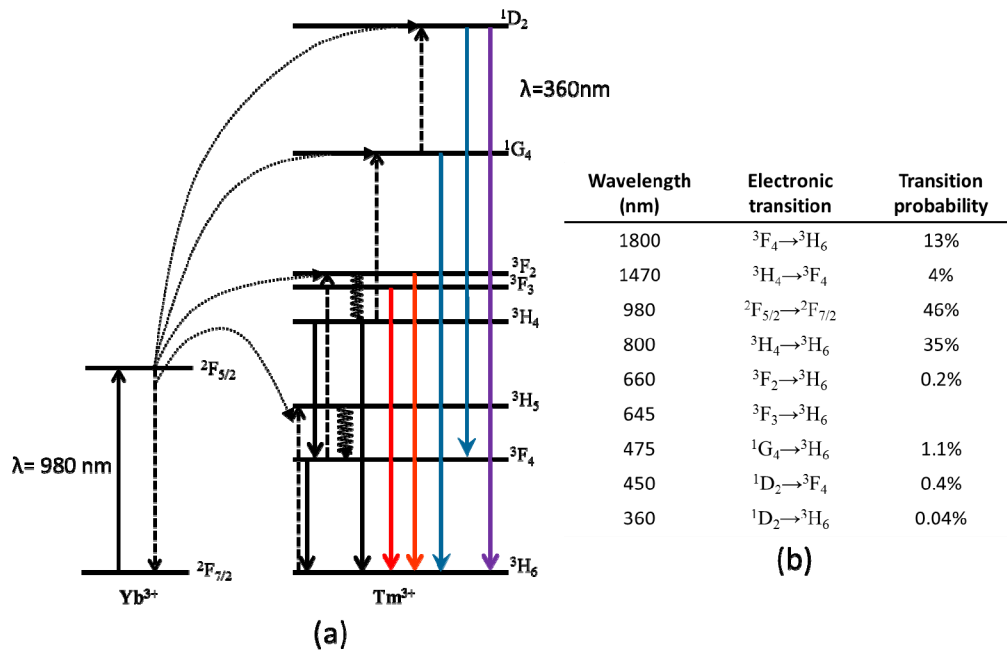 ¹D₂
λ=360nm
¹G₄
³F₂
³F₃
³H₄
²F₅/₂
³H₅
³F₄
λ= 980 nm
²F₇/₂
³H₆
Yb³⁺
Tm³⁺
(a)
Wavelength (nm) Electronic transition Transition probability
1800 ³F₄→³H₆ 13%
1470 ³H₄→³F₄ 4%
980 ²F₅/₂→²F₇/₂ 46%
800 ³H₄→³H₆ 35%
660 ³F₂→³H₆ 0.2%
645 ³F₃→³H₆
475 ¹G₄→³H₆ 1.1%
450 ¹D₂→³F₄ 0.4%
360 ¹D₂→³H₆ 0.04%
(b)